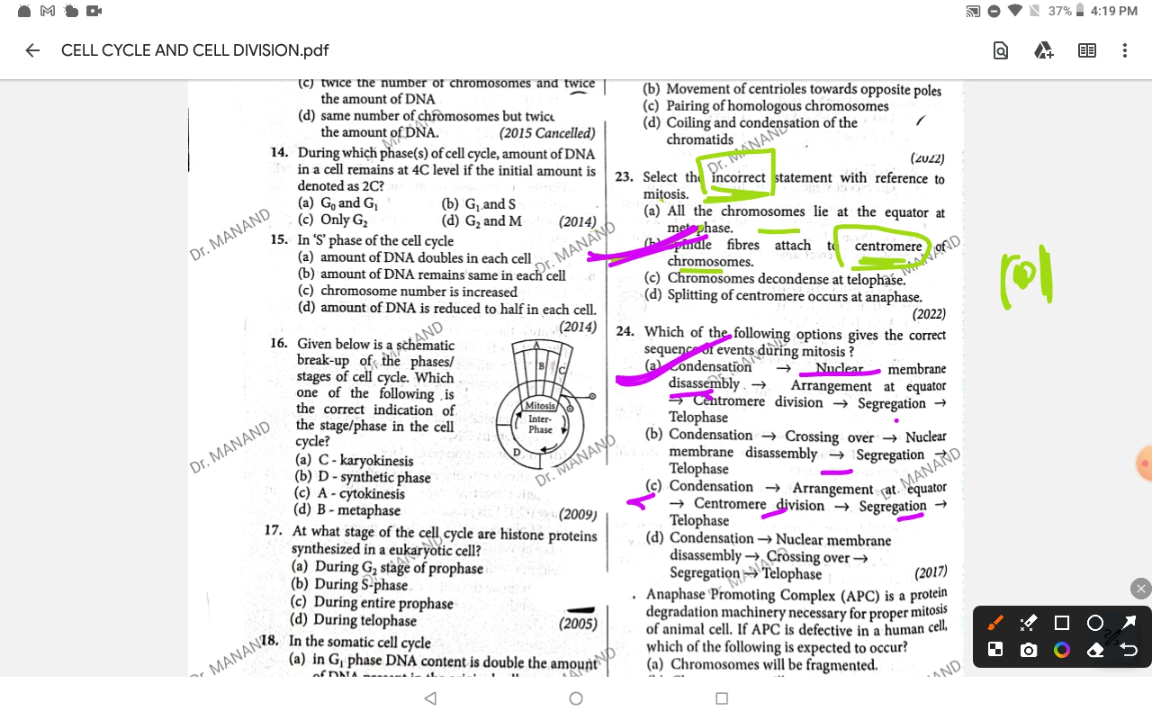 37% 4:19 PM
CELL CYCLE AND CELL DIVISION.pdf
(c) twice the number of chromosomes and twice
the amount of DNA
(d) same number of chromosomes but twice
the amount of DNA. (2015 Cancelled)
14. During which phase(s) of cell cycle, amount of DNA
in a cell remains at 4C level if the initial amount is
denoted as 2C?
(a) G₀ and G₁ (b) G₁ and S
(c) Only G₂ (d) G₂ and M (2014)
15. In 'S' phase of the cell cycle
(a) amount of DNA doubles in each cell
(b) amount of DNA remains same in each cell
(c) chromosome number is increased
(d) amount of DNA is reduced to half in each cell.
(2014)
16. Given below is a schematic
break-up of the phases/
stages of cell cycle. Which
one of the following is
the correct indication of
the stage/phase in the cell
cycle?
A
B
C
Mitosis
Inter-
Phase
D
(a) C - karyokinesis
(b) D - synthetic phase
(c) A - cytokinesis
(d) B - metaphase (2009)
17. At what stage of the cell cycle are histone proteins
synthesized in a eukaryotic cell?
(a) During G₂ stage of prophase
(b) During S-phase
(c) During entire prophase
(d) During telophase (2005)
18. In the somatic cell cycle
(a) in G₁ phase DNA content is double the amount
(b) Movement of centrioles towards opposite poles
(c) Pairing of homologous chromosomes
(d) Coiling and condensation of the
chromatids
(2022)
23. Select the incorrect statement with reference to
mitosis.
(a) All the chromosomes lie at the equator at
metaphase.
(b) Spindle fibres attach to centromere of
chromosomes.
(c) Chromosomes decondense at telophase.
(d) Splitting of centromere occurs at anaphase.
(2022)
24. Which of the following options gives the correct
sequence of events during mitosis ?
(a) Condensation → Nuclear membrane
disassembly → Arrangement at equator
→ Centromere division → Segregation →
Telophase
(b) Condensation → Crossing over → Nuclear
membrane disassembly → Segregation →
Telophase
(c) Condensation → Arrangement at equator
→ Centromere division → Segregation →
Telophase
(d) Condensation → Nuclear membrane
disassembly → Crossing over →
Segregation → Telophase (2017)
Anaphase Promoting Complex (APC) is a protein
degradation machinery necessary for proper mitosis
of animal cell. If APC is defective in a human cell,
which of the following is expected to occur?
(a) Chromosomes will be fragmented.
Dr. MANAND
Dr. MANAND
Dr. MANAND
Dr. MANAND
Dr. MANAND
Dr. MANAND